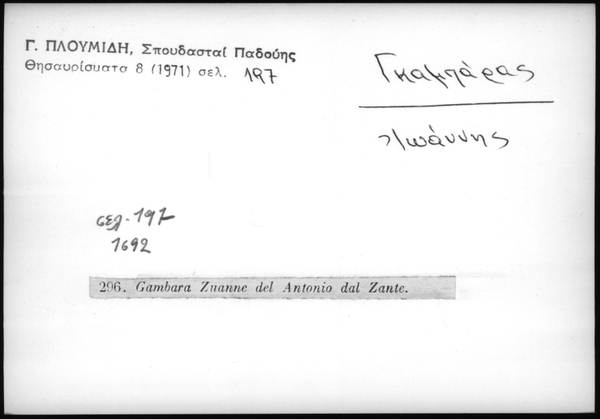 Γ. ΠΛΟΥΜΙΔΗ, Σπουδασταί Παδούης
Θησαυρίσματα 8 (1971) σελ. 197
Γκαμπάρας
Ἰωάννης
σελ. 197
1692
296. Gambara Zuanne del Antonio dal Zante.